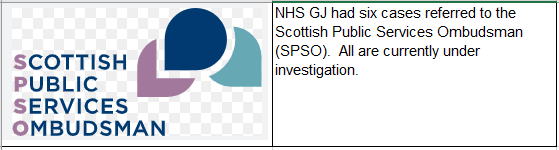 SCOTTISH
PUBLIC
SERVICES
OMBUDSMAN
NHS GJ had six cases referred to the
Scottish Public Services Ombudsman
(SPSO).  All are currently under
investigation.